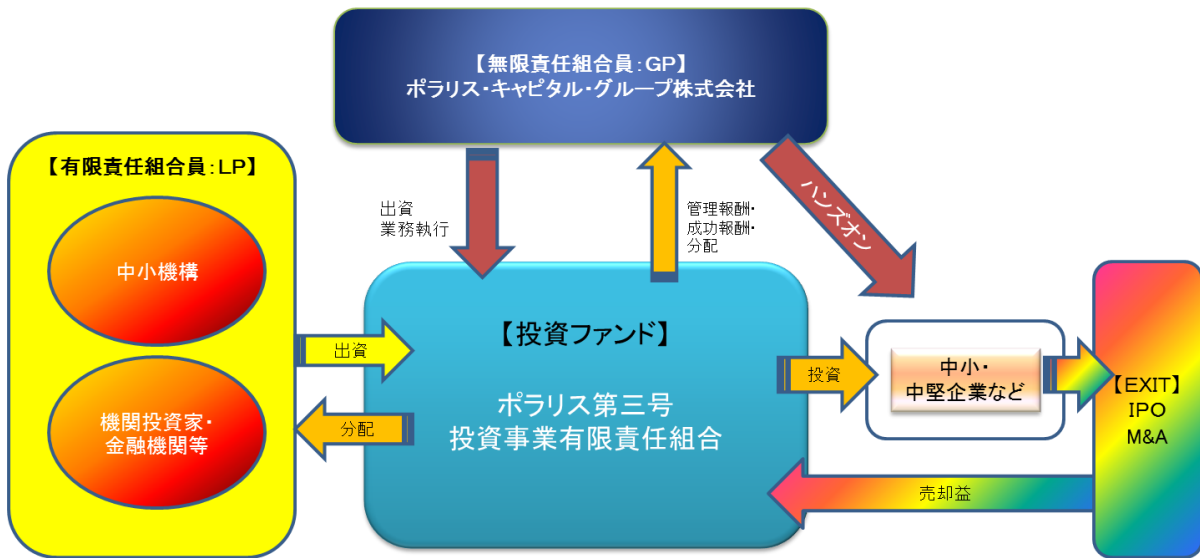 【無限責任組合員：GP】
ポラリス・キャピタル・グループ株式会社
【有限責任組合員：LP】
中小機構
機関投資家・
金融機関等
出資
業務執行
管理報酬・
成功報酬・
分配
ハンズオン
出資
分配
【投資ファンド】
ポラリス第三号
投資事業有限責任組合
投資
中小・
中堅企業など
【EXIT】
IPO
M&A
売却益